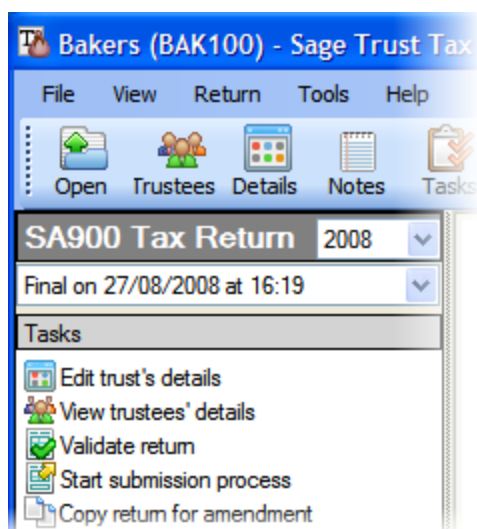 Bakers (BAK100) - Sage Trust Tax
File View Return Tools Help
Open Trustees Details Notes Tasks
SA900 Tax Return 2008
Final on 27/08/2008 at 16:19
Tasks
Edit trust's details
View trustees' details
Validate return
Start submission process
Copy return for amendment